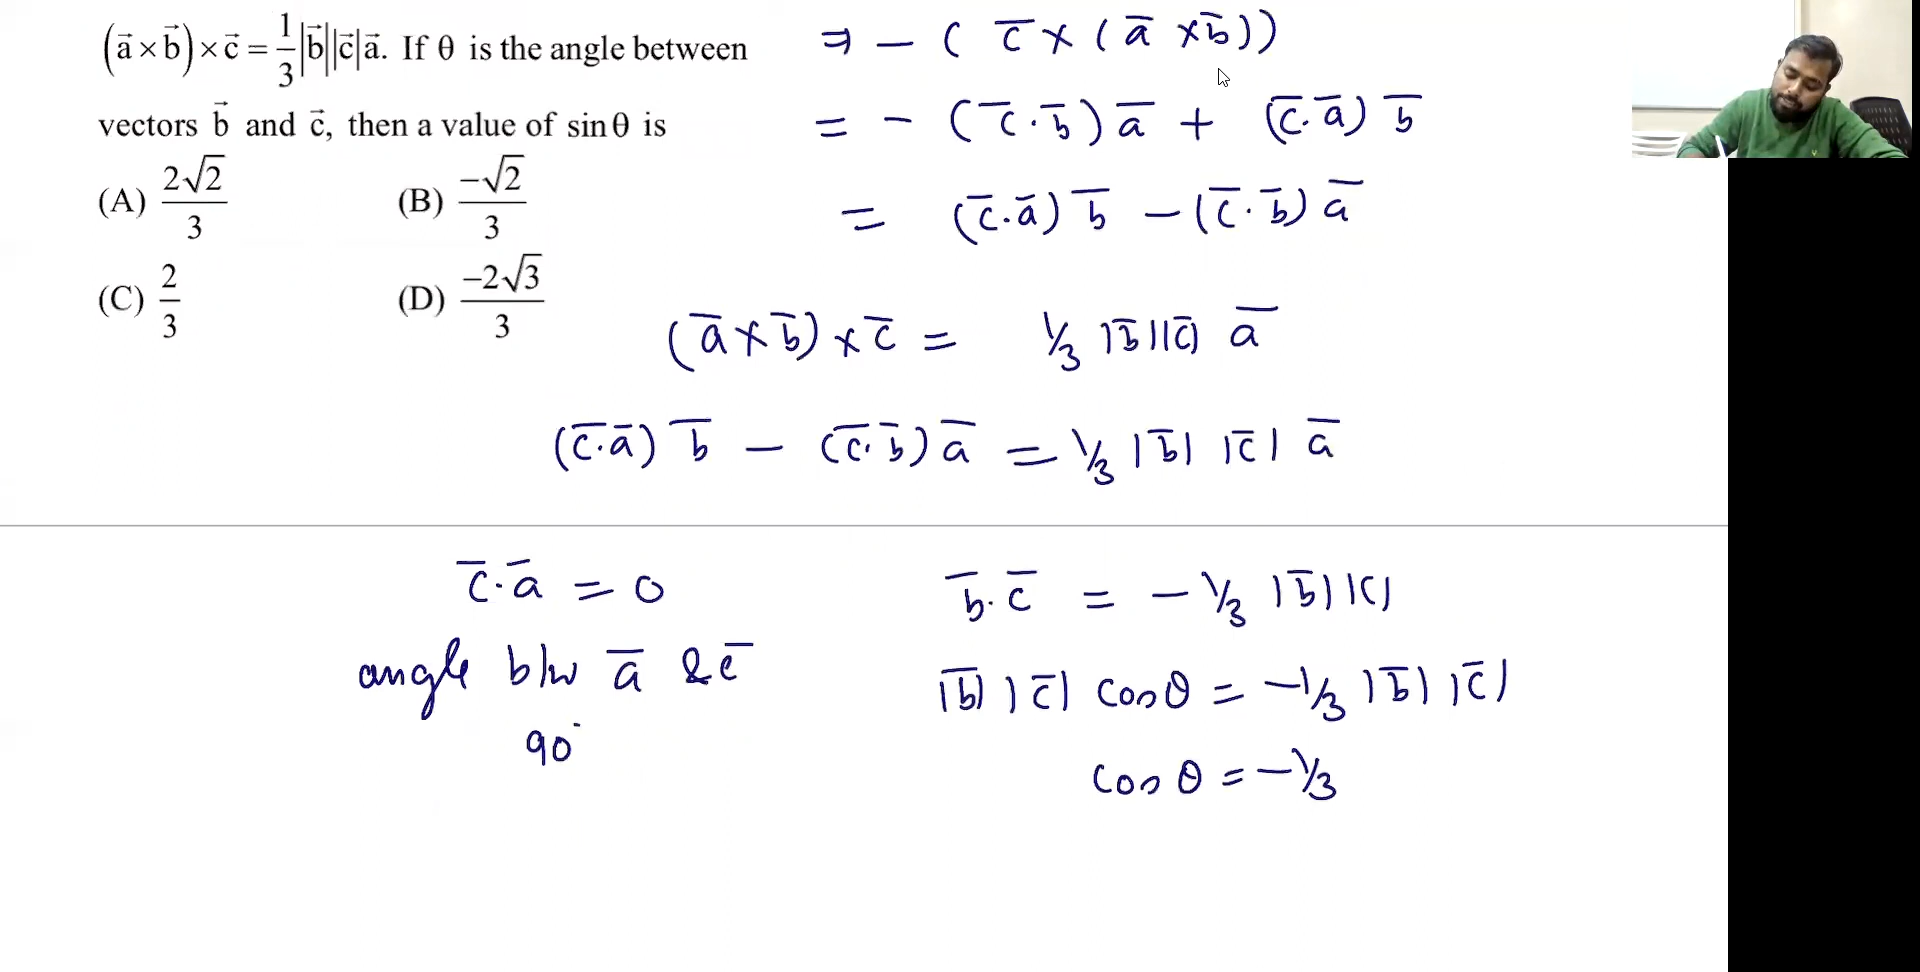 (a⃗ × b⃗) × c⃗ = 1/3 |b⃗||c⃗|a⃗. If θ is the angle between
vectors b⃗ and c⃗, then a value of sin θ is
(A) 2√2/3 (B) −√2/3
(C) 2/3 (D) −2√3/3
⇒ − ( c̅ × ( a̅ × b̅ ))
= − ( c̅ . b̅ ) a̅ + ( c̅ . a̅ ) b̅
= ( c̅ . a̅ ) b̅ − ( c̅ . b̅ ) a̅
( a̅ × b̅ ) × c̅ = 1/3 |b̅||c̅| a̅
( c̅ . a̅ ) b̅ − ( c̅ . b̅ ) a̅ = 1/3 |b̅| |c̅| a̅
c̅ . a̅ = 0
angle b/w a̅ & c̅
90°
b̅ . c̅ = − 1/3 |b̅| |c|
|b̅| |c̅| cos θ = −1/3 |b̅| |c̅|
cos θ = −1/3